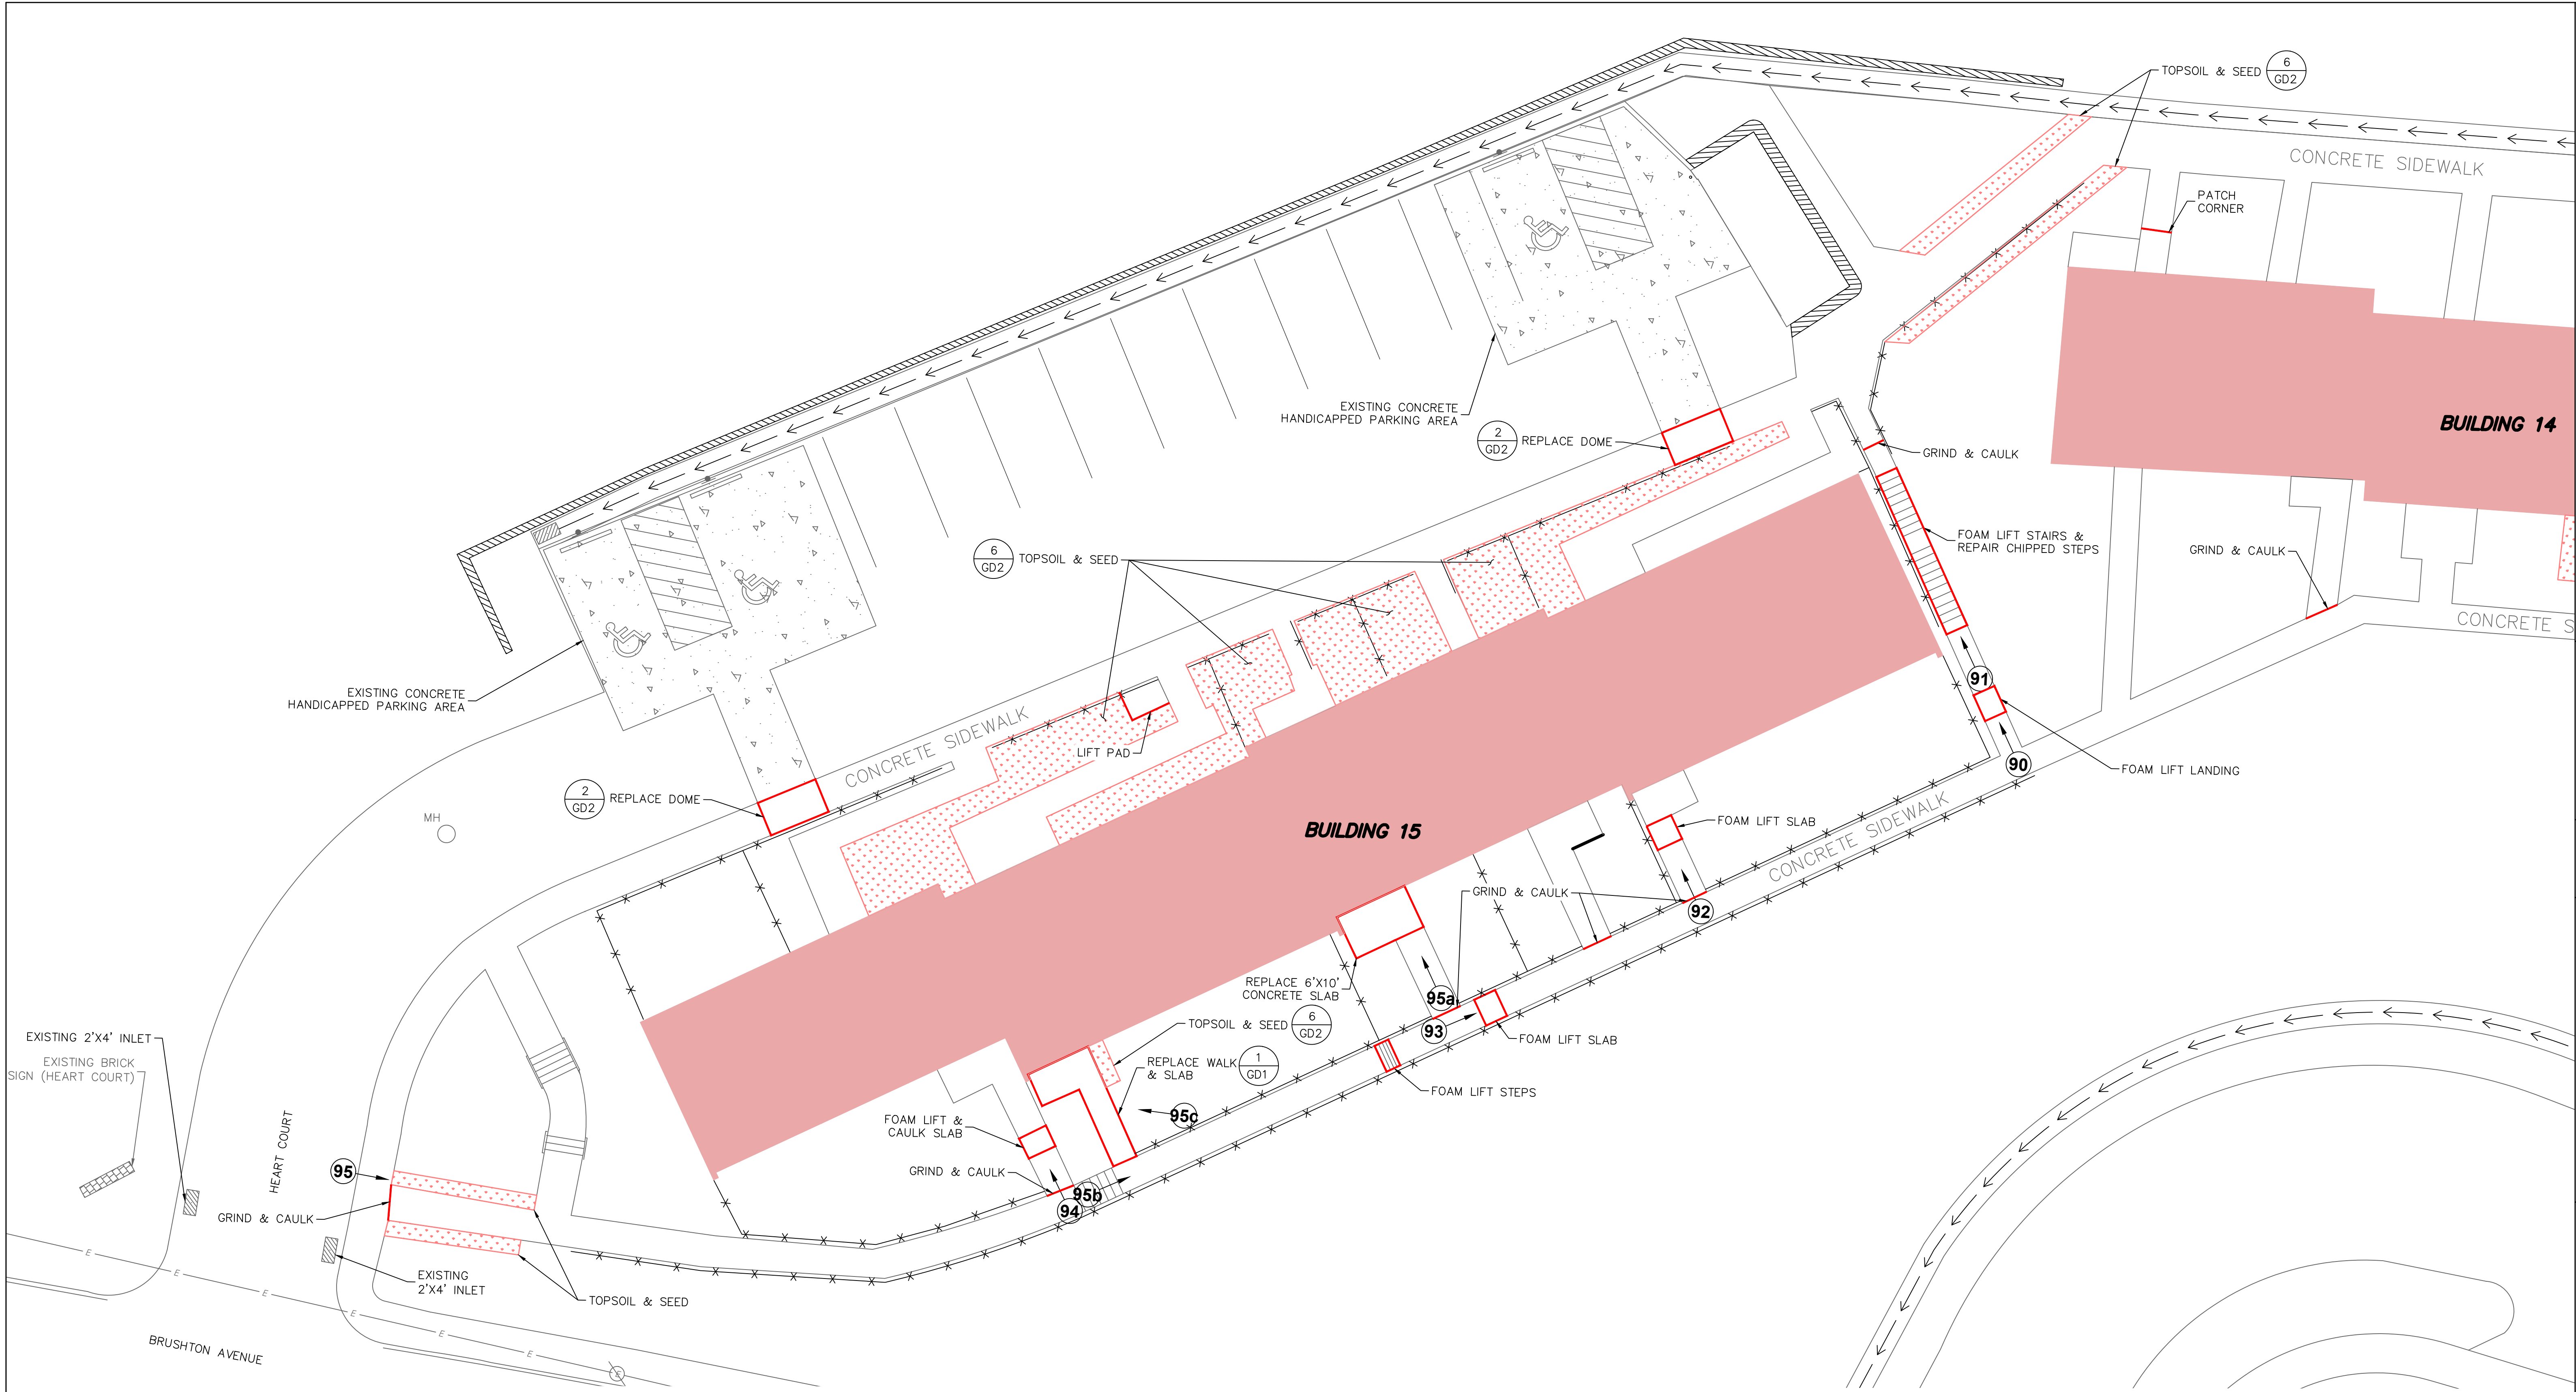 TOPSOIL & SEED
6
GD2
CONCRETE SIDEWALK
PATCH
CORNER
EXISTING CONCRETE
HANDICAPPED PARKING AREA
2
GD2
REPLACE DOME
GRIND & CAULK
BUILDING 14
FOAM LIFT STAIRS &
REPAIR CHIPPED STEPS
GRIND & CAULK
CONCRETE S
6
GD2
TOPSOIL & SEED
EXISTING CONCRETE
HANDICAPPED PARKING AREA
91
CONCRETE SIDEWALK
LIFT PAD
90
FOAM LIFT LANDING
2
GD2
REPLACE DOME
MH
BUILDING 15
FOAM LIFT SLAB
CONCRETE SIDEWALK
GRIND & CAULK
92
REPLACE 6'X10'
CONCRETE SLAB
95a
93
FOAM LIFT SLAB
TOPSOIL & SEED
6
GD2
EXISTING 2'X4' INLET
EXISTING BRICK
SIGN (HEART COURT)
REPLACE WALK
& SLAB
1
GD1
FOAM LIFT STEPS
95c
FOAM LIFT &
CAULK SLAB
HEART COURT
95
GRIND & CAULK
95b
94
GRIND & CAULK
EXISTING
2'X4' INLET
TOPSOIL & SEED
E
E
E
E
E
E
E
BRUSHTON AVENUE